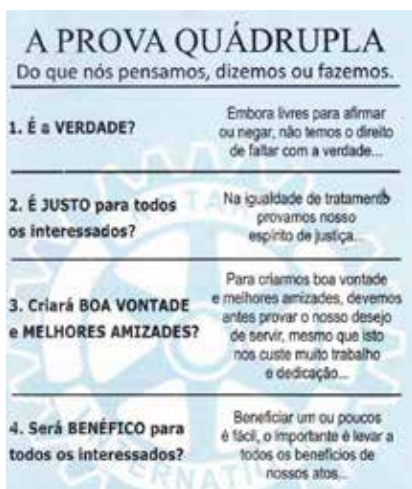 A PROVA QUÁDRUPLA
Do que nós pensamos, dizemos ou fazemos.
1. É a VERDADE?
Embora livres para afirmar
ou negar, não temos o direito
de faltar com a verdade...
2. É JUSTO para todos
os interessados?
Na igualdade de tratamento
provamos nosso
espírito de justiça...
3. Criará BOA VONTADE
e MELHORES AMIZADES?
Para criarmos boa vontade
e melhores amizades, devemos
antes provar o nosso desejo
de servir, mesmo que isto
nos custe muito trabalho
e dedicação...
4. Será BENÉFICO para
todos os interessados?
Beneficiar um ou poucos
é fácil, o importante é levar a
todos os benefícios de
nossos atos...
ROTARY
INTERNATIONAL